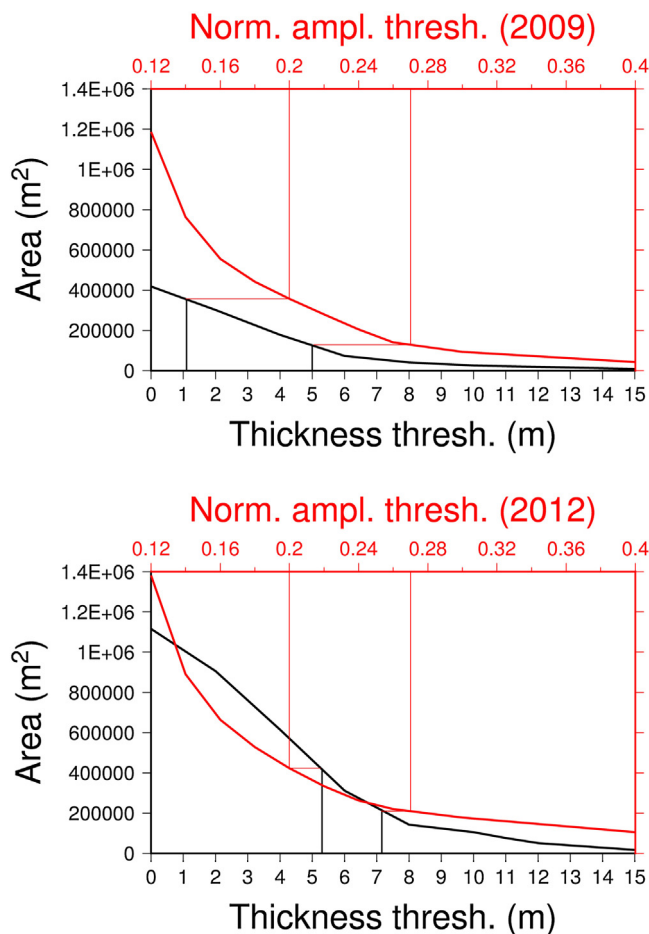 Norm. ampl. thresh. (2009)
0.12 0.16 0.2 0.24 0.28 0.32 0.36 0.4
1.4E+06
1.2E+06
1E+06
800000
600000
400000
200000
0
Area (m²)
0 1 2 3 4 5 6 7 8 9 10 11 12 13 14 15
Thickness thresh. (m)
Norm. ampl. thresh. (2012)
0.12 0.16 0.2 0.24 0.28 0.32 0.36 0.4
1.4E+06
1.2E+06
1E+06
800000
600000
400000
200000
0
Area (m²)
0 1 2 3 4 5 6 7 8 9 10 11 12 13 14 15
Thickness thresh. (m)